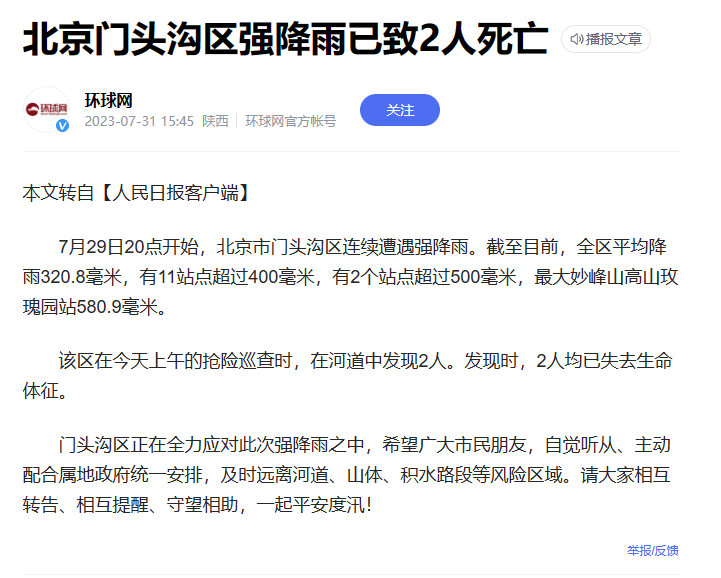 北京门头沟区强降雨已致2人死亡
播报文章
环球网
环球网
2023-07-31 15:45 陕西 环球网官方帐号
关注
本文转自【人民日报客户端】
7月29日20点开始，北京市门头沟区连续遭遇强降雨。截至目前，全区平均降
雨320.8毫米，有11站点超过400毫米，有2个站点超过500毫米，最大妙峰山高山玫
瑰园站580.9毫米。
该区在今天上午的抢险巡查时，在河道中发现2人。发现时，2人均已失去生命
体征。
门头沟区正在全力应对此次强降雨之中，希望广大市民朋友，自觉听从、主动
配合属地政府统一安排，及时远离河道、山体、积水路段等风险区域。请大家相互
转告、相互提醒、守望相助，一起平安度汛！
举报/反馈